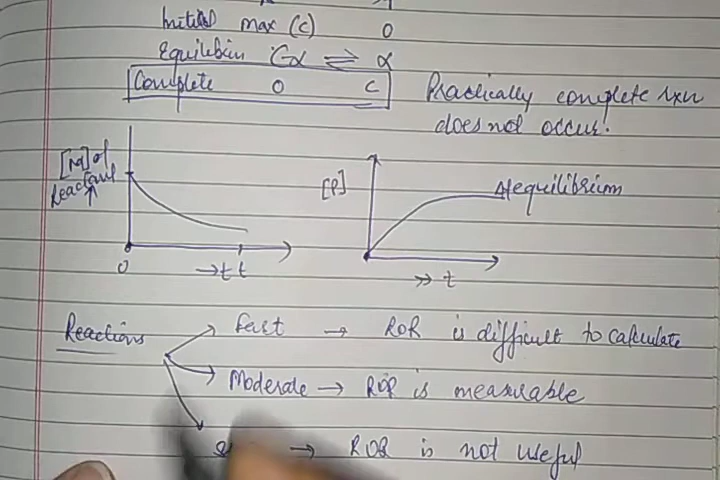 Initial max (c) 0
Equilibrium C-α ⇌ α
Complete 0 C
Practically complete rxn
does not occur.
[M] of
Reactant
[P]
At equilibrium
0 → t t
→ t
Reactions
Fast → ROR is difficult to calculate
Moderate → ROR is measurable
→ ROR is not useful